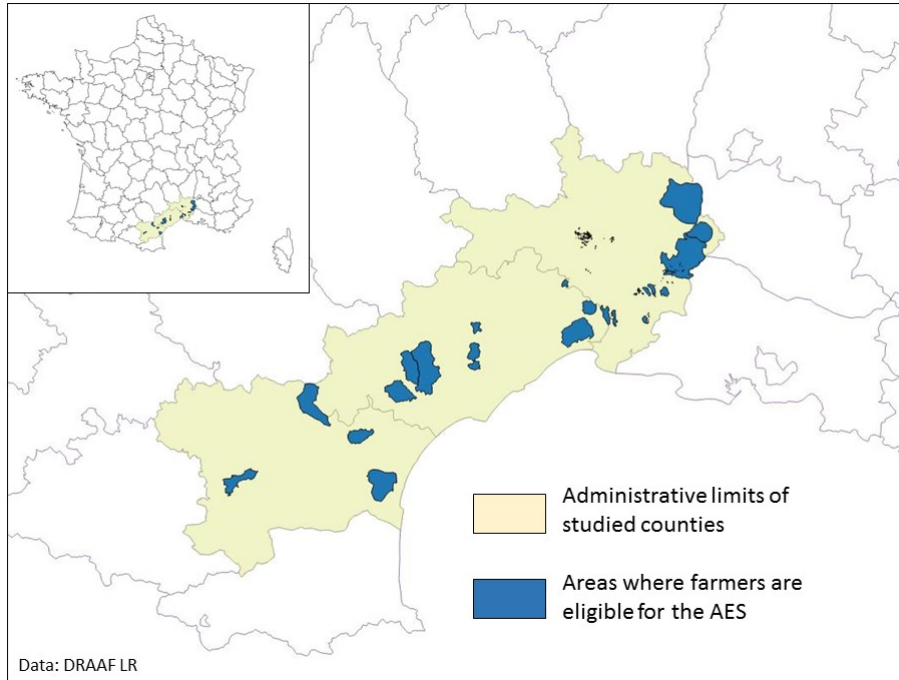 Administrative limits of
studied counties
Areas where farmers are
eligible for the AES
Data: DRAAF LR